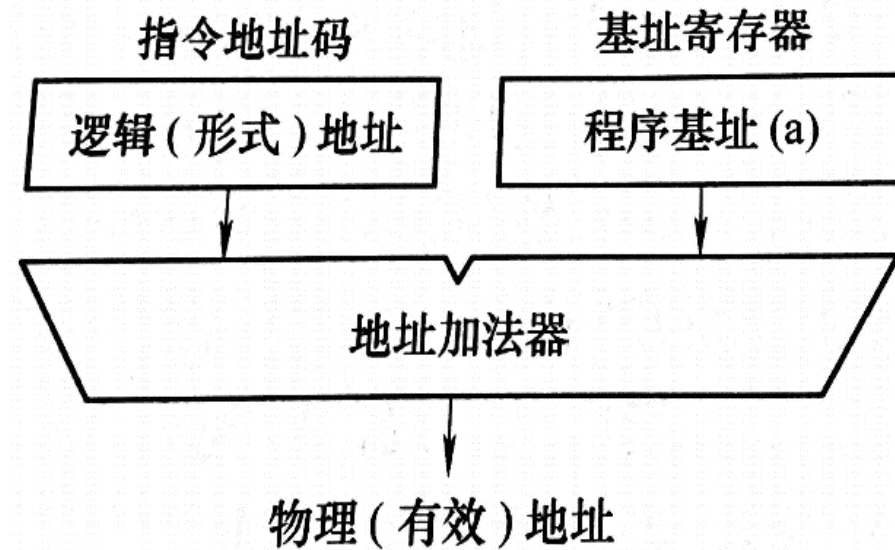 指令地址码
基址寄存器
逻辑(形式)地址
程序基址(a)
地址加法器
物理(有效)地址